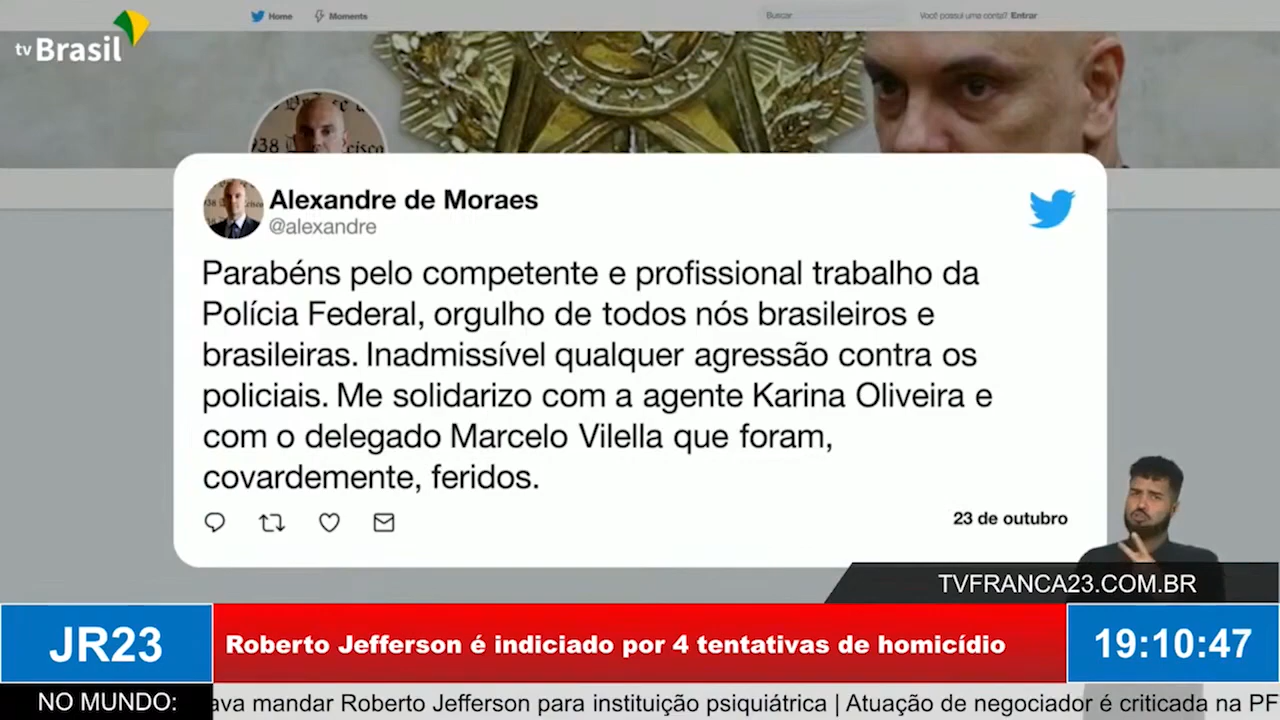 Home
Moments
Buscar
Você possui uma conta? Entrar
tv Brasil
Alexandre de Moraes
@alexandre
Parabéns pelo competente e profissional trabalho da
Polícia Federal, orgulho de todos nós brasileiros e
brasileiras. Inadmissível qualquer agressão contra os
policiais. Me solidarizo com a agente Karina Oliveira e
com o delegado Marcelo Vilella que foram,
covardemente, feridos.
23 de outubro
TVFRANCA23.COM.BR
JR23
Roberto Jefferson é indiciado por 4 tentativas de homicídio
19:10:47
NO MUNDO:
ava mandar Roberto Jefferson para instituição psiquiátrica | Atuação de negociador é criticada na PF